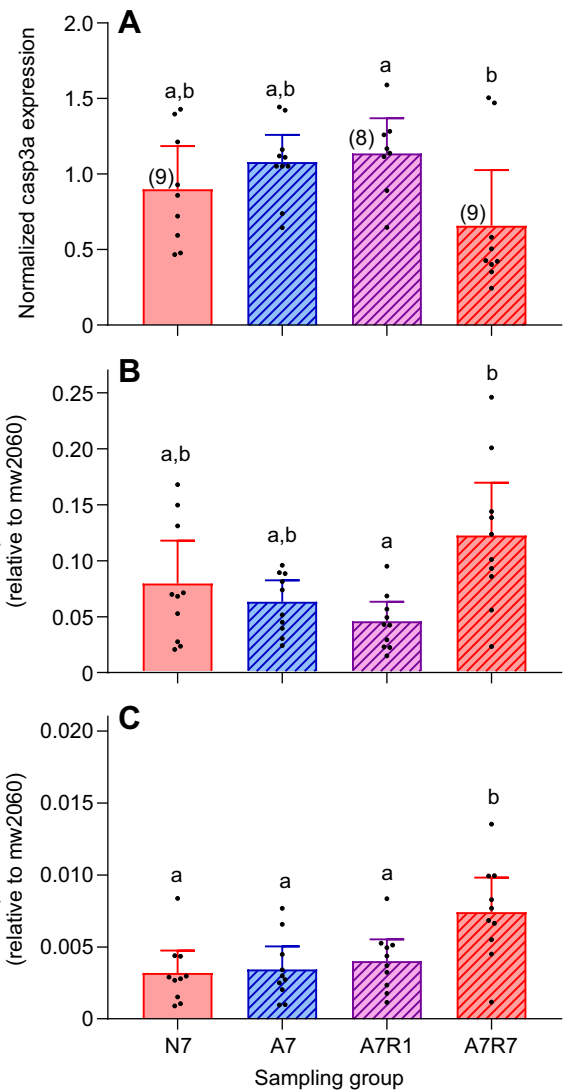 A
Normalized casp3a expression
2.0
1.5
1.0
0.5
0
a,b
a,b
a
b
(9)
(8)
(9)
B
(relative to mw2060)
0.25
0.20
0.15
0.10
0.05
0
a,b
a,b
a
b
C
(relative to mw2060)
0.020
0.015
0.010
0.005
0
a
a
a
b
N7 A7 A7R1 A7R7
Sampling group